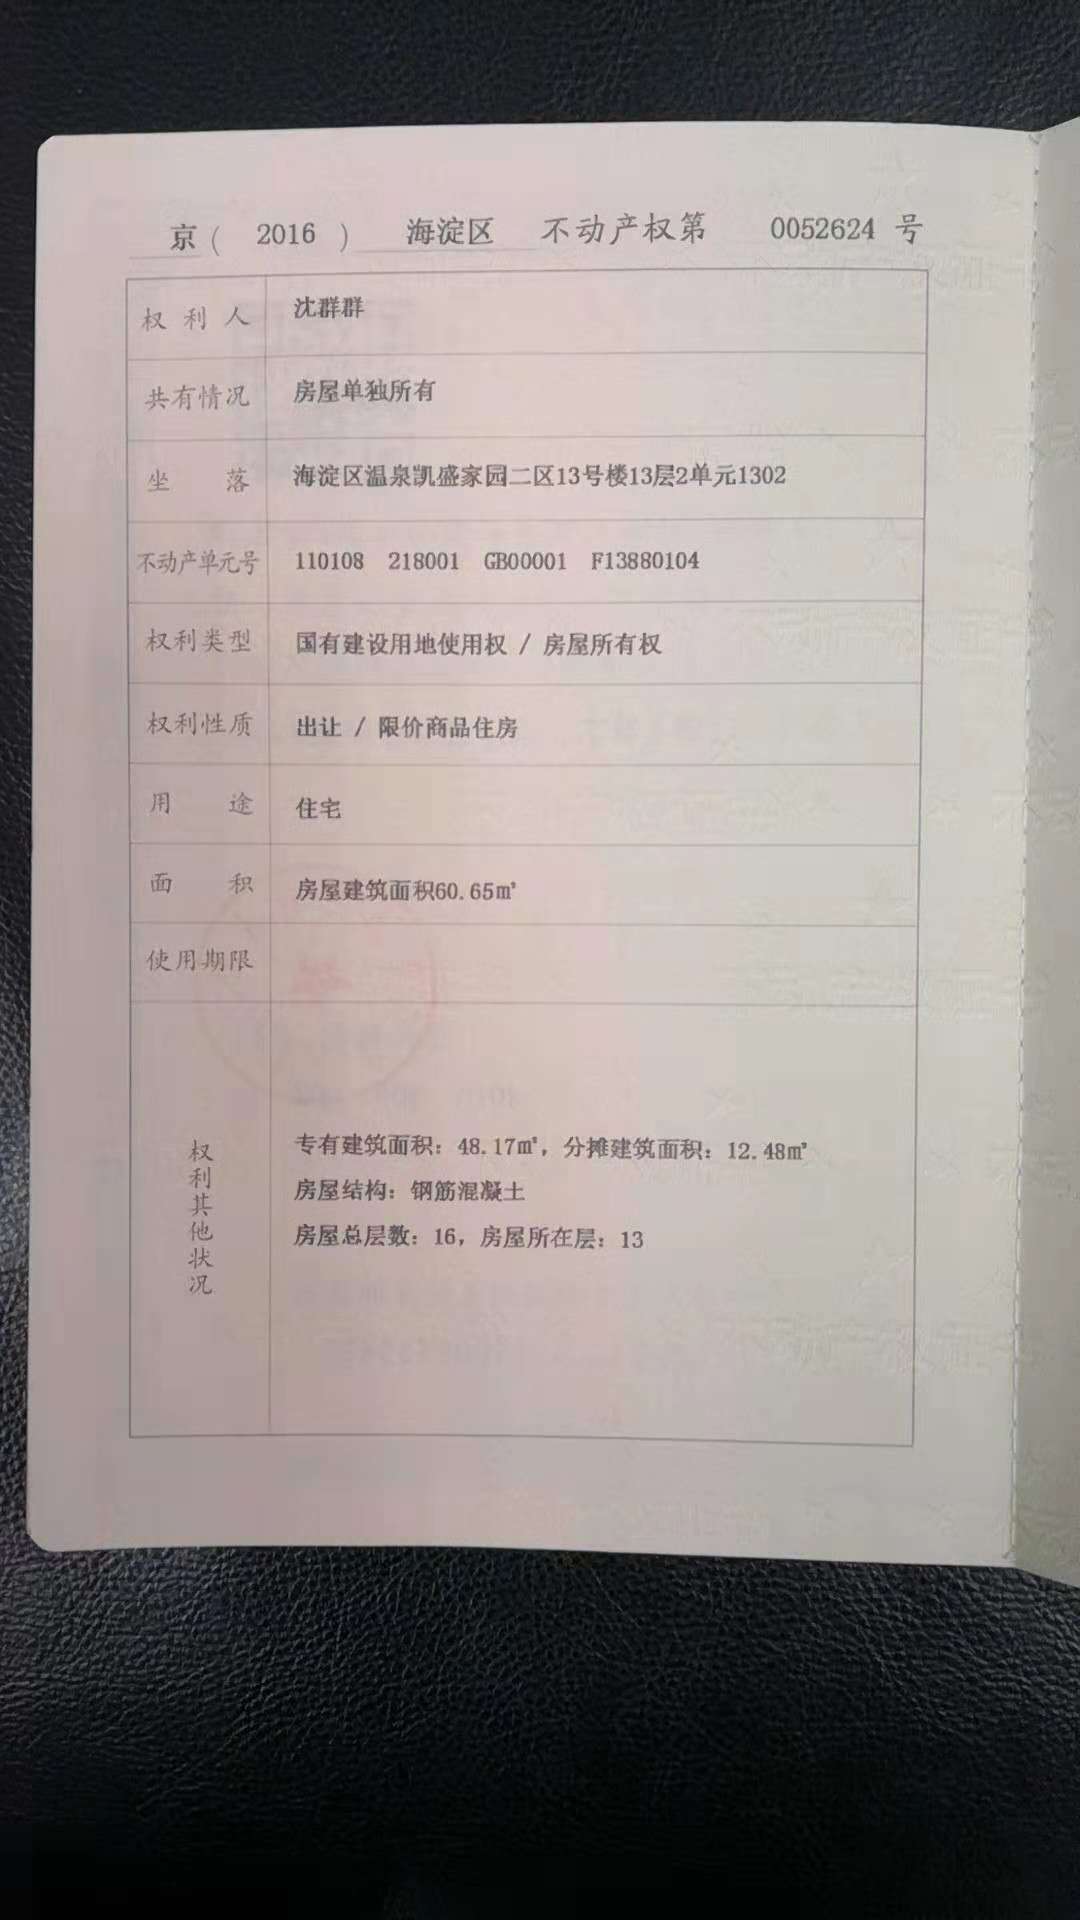 京 ( 2016 ) 海淀区 不动产权第 0052624 号
权利人 沈群群
共有情况 房屋单独所有
坐落 海淀区温泉凯盛家园二区13号楼13层2单元1302
不动产单元号 110108 218001 GB00001 F13880104
权利类型 国有建设用地使用权 / 房屋所有权
权利性质 出让 / 限价商品住房
用途 住宅
面积 房屋建筑面积60.65㎡
使用期限
权利其他状况
专有建筑面积：48.17㎡，分摊建筑面积：12.48㎡
房屋结构：钢筋混凝土
房屋总层数：16，房屋所在层：13